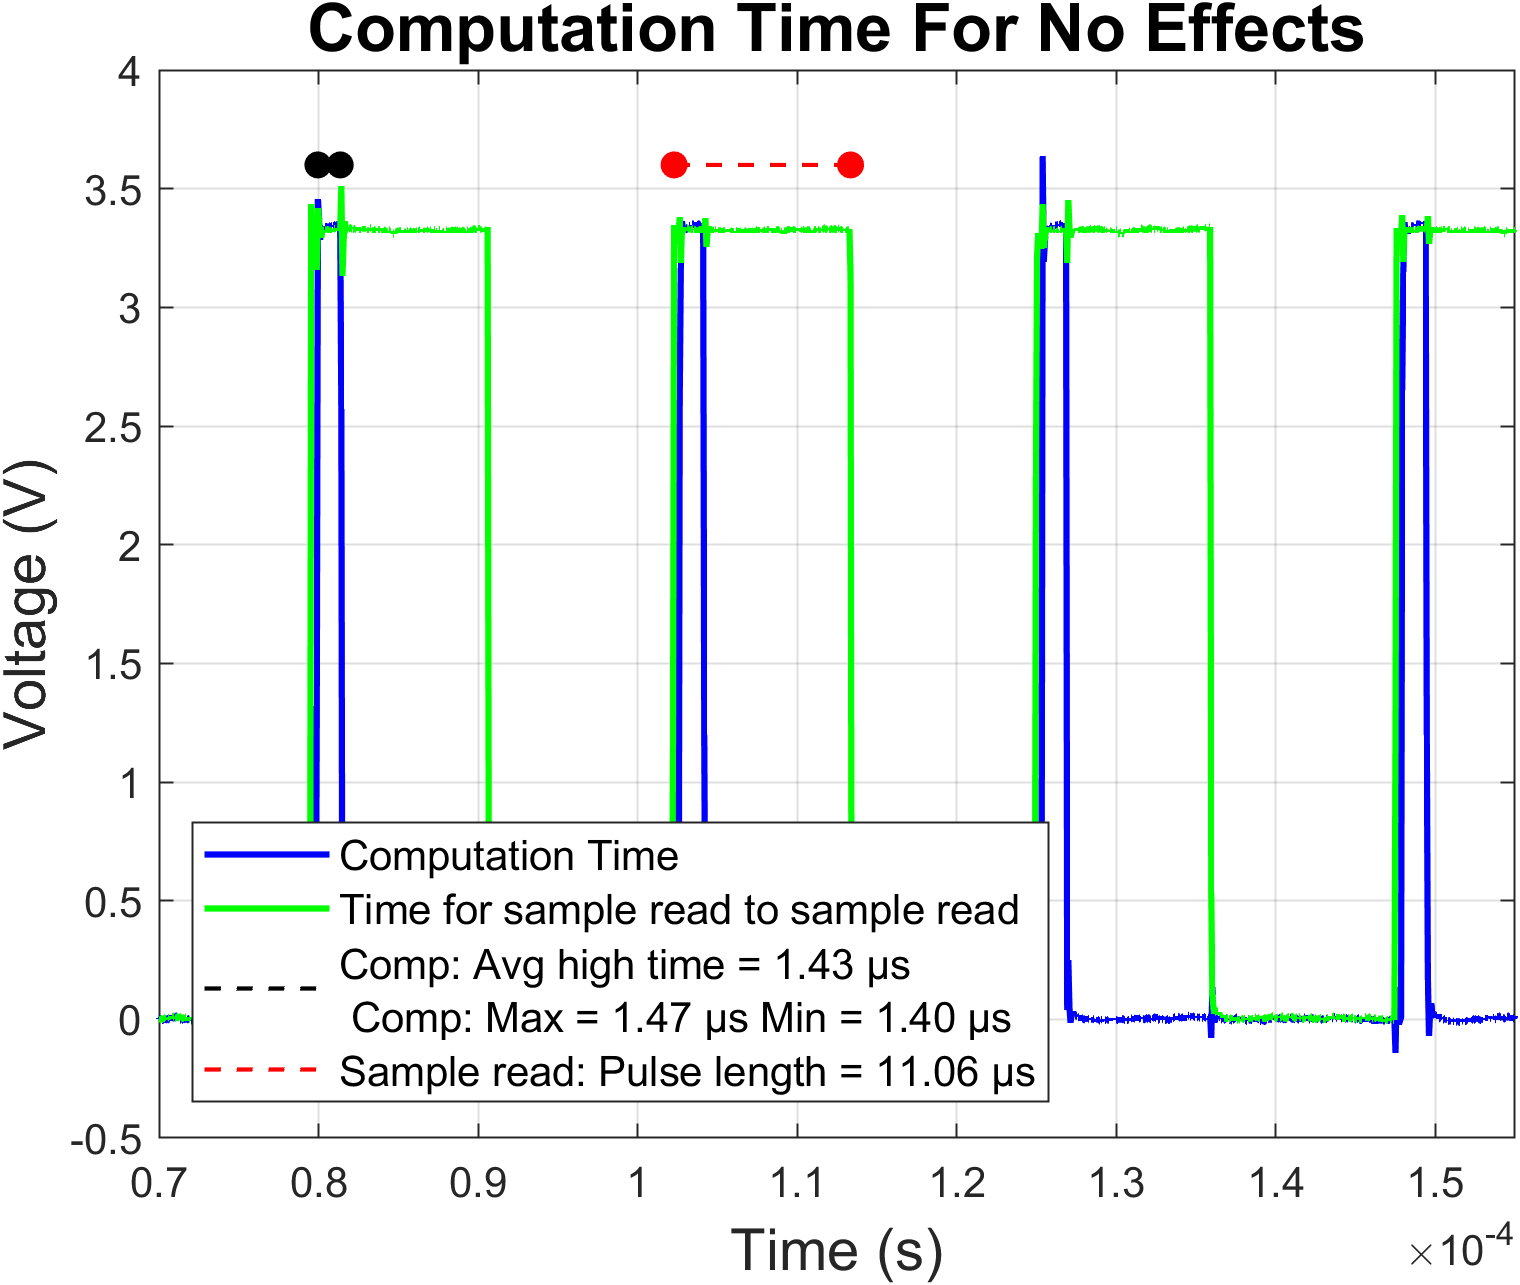 Computation Time For No Effects
4
3.5
3
2.5
2
1.5
1
0.5
0
-0.5
Voltage (V)
Computation Time
Time for sample read to sample read
Comp: Avg high time = 1.43 µs
Comp: Max = 1.47 µs Min = 1.40 µs
Sample read: Pulse length = 11.06 µs
0.7 0.8 0.9 1 1.1 1.2 1.3 1.4 1.5
Time (s)
×10-4